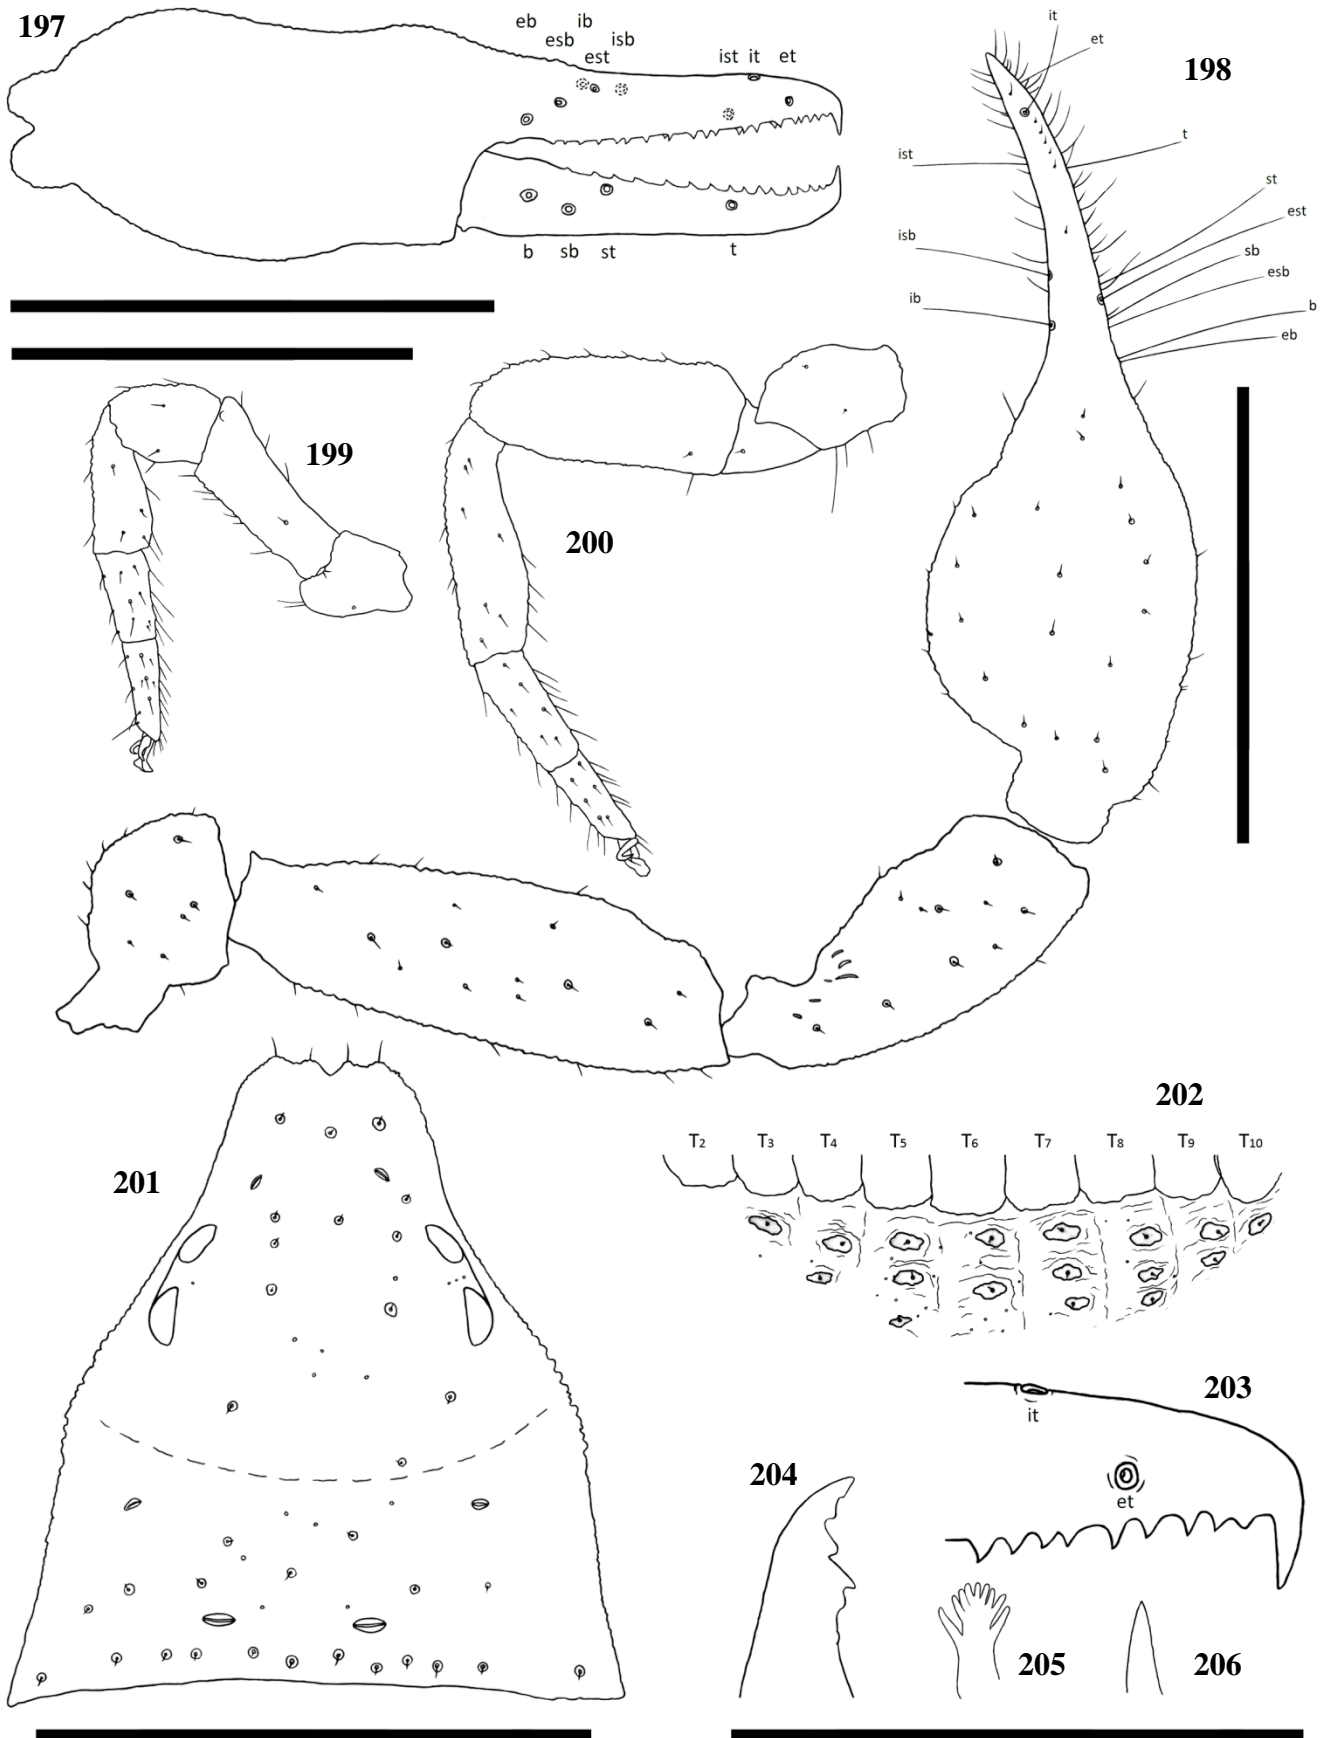 197
eb ib
esb isb
est ist it et
b sb st t
198
it
et
t
ist
st
est
isb
sb
esb
ib
b
eb
199
200
201
202
T2 T3 T4 T5 T6 T7 T8 T9 T10
203
it
et
204
205
206